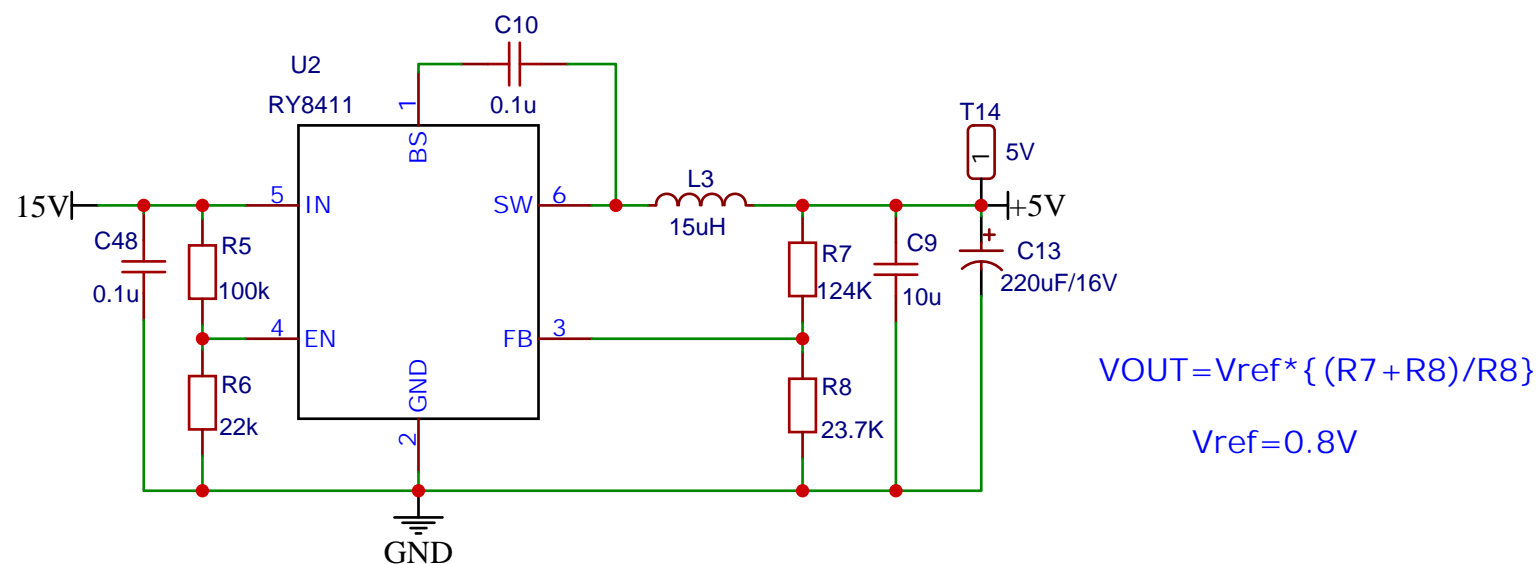 C10
0.1u
U2
RY8411
1
BS
T14
1
5V
15V
5
IN
SW
6
L3
15uH
+5V
C48
0.1u
R5
100k
R7
124K
C9
10u
+
C13
220uF/16V
4
EN
FB
3
R6
22k
GND
2
R8
23.7K
GND
VOUT=Vref*{(R7+R8)/R8}
Vref=0.8V